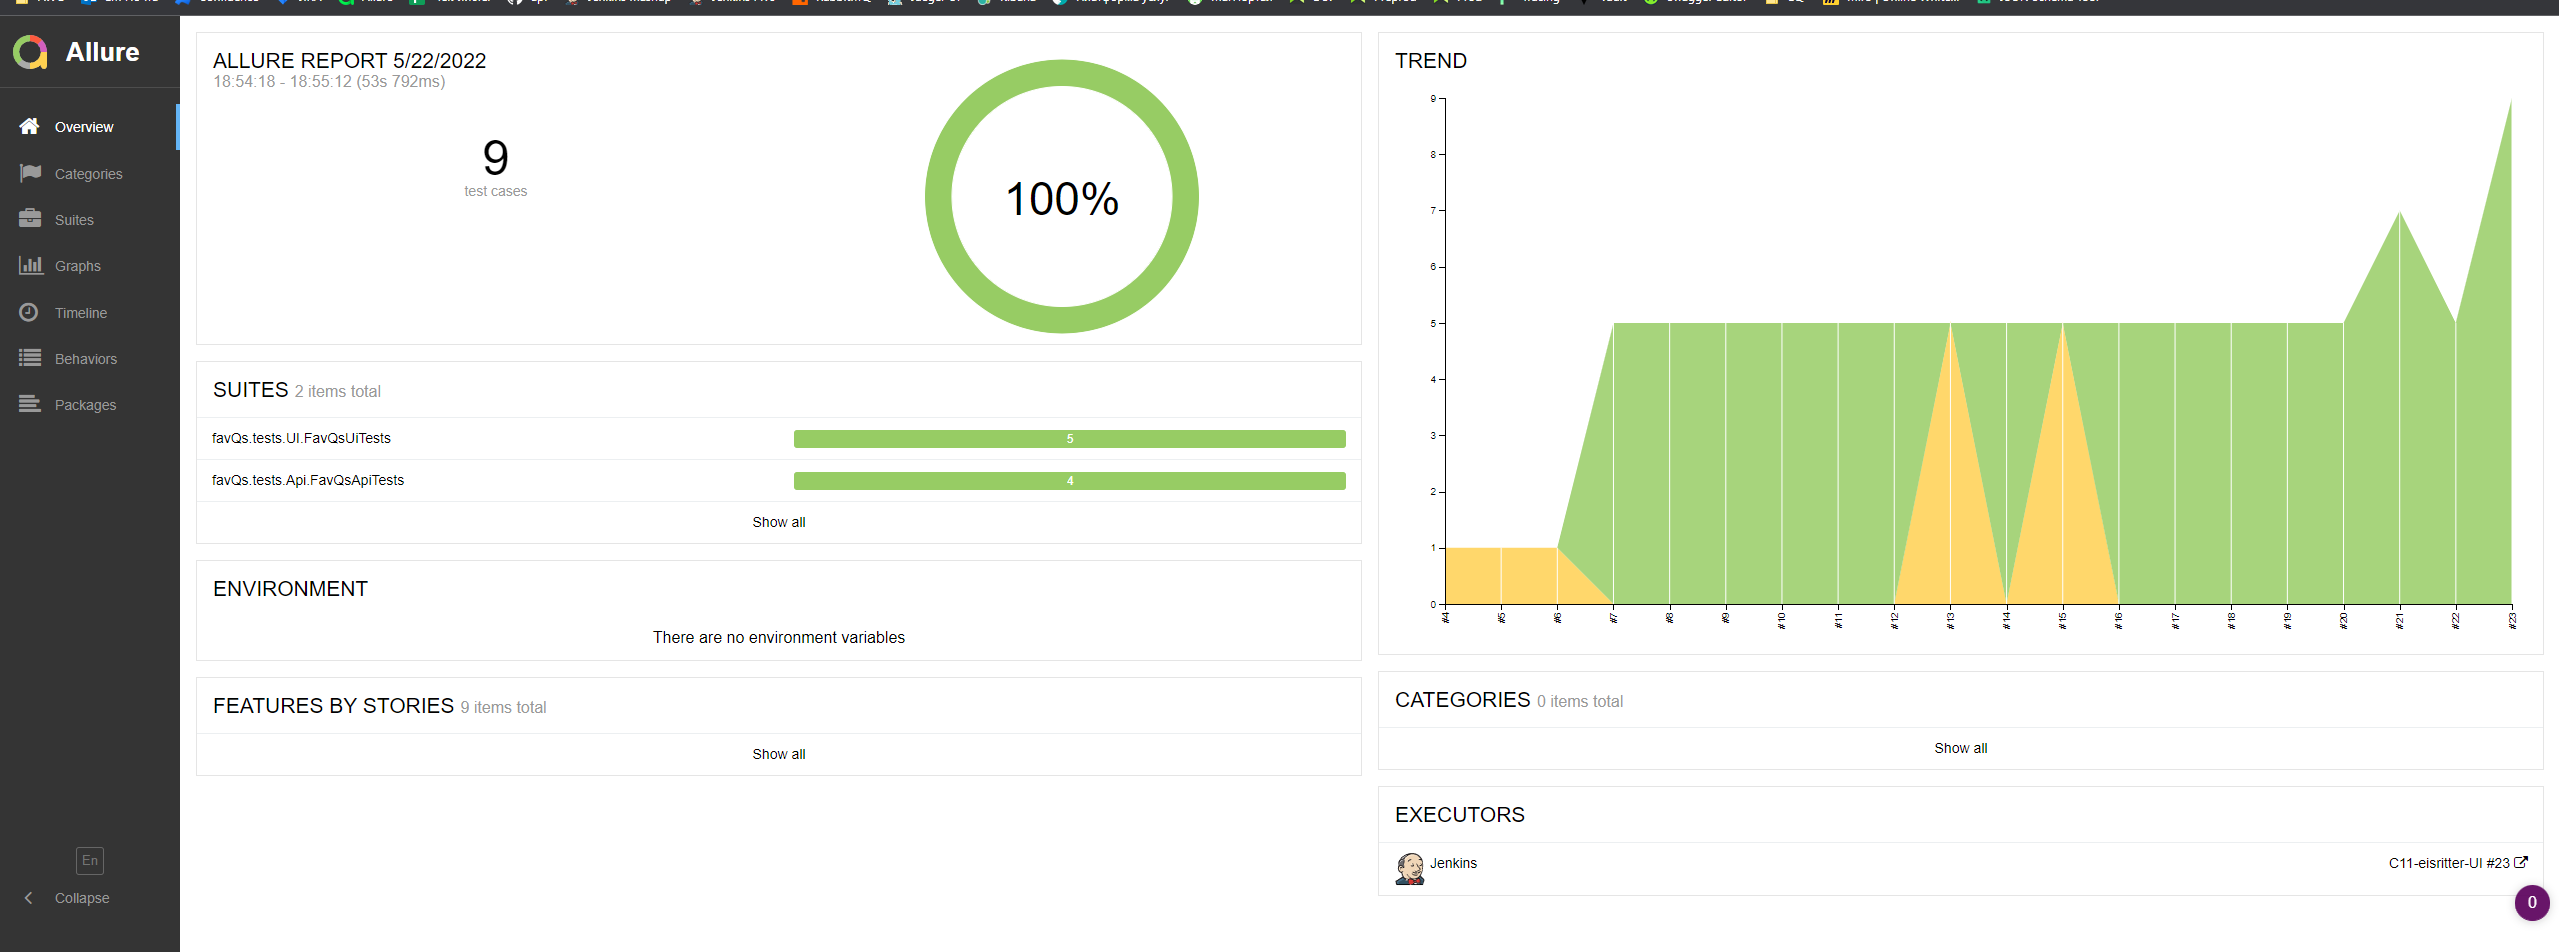 Allure
Overview
Categories
Suites
Graphs
Timeline
Behaviors
Packages
En
Collapse
ALLURE REPORT 5/22/2022
18:54:18 - 18:55:12 (53s 792ms)
9
test cases
100%
SUITES 2 items total
favQs.tests.UI.FavQsUiTests
5
favQs.tests.Api.FavQsApiTests
4
Show all
ENVIRONMENT
There are no environment variables
FEATURES BY STORIES 9 items total
Show all
TREND
9
8
7
6
5
4
3
2
1
0
#4 #5 #6 #7 #8 #9 #10 #11 #12 #13 #14 #15 #16 #17 #18 #19 #20 #21 #22 #23
CATEGORIES 0 items total
Show all
EXECUTORS
Jenkins
C11-eisritter-UI #23
0